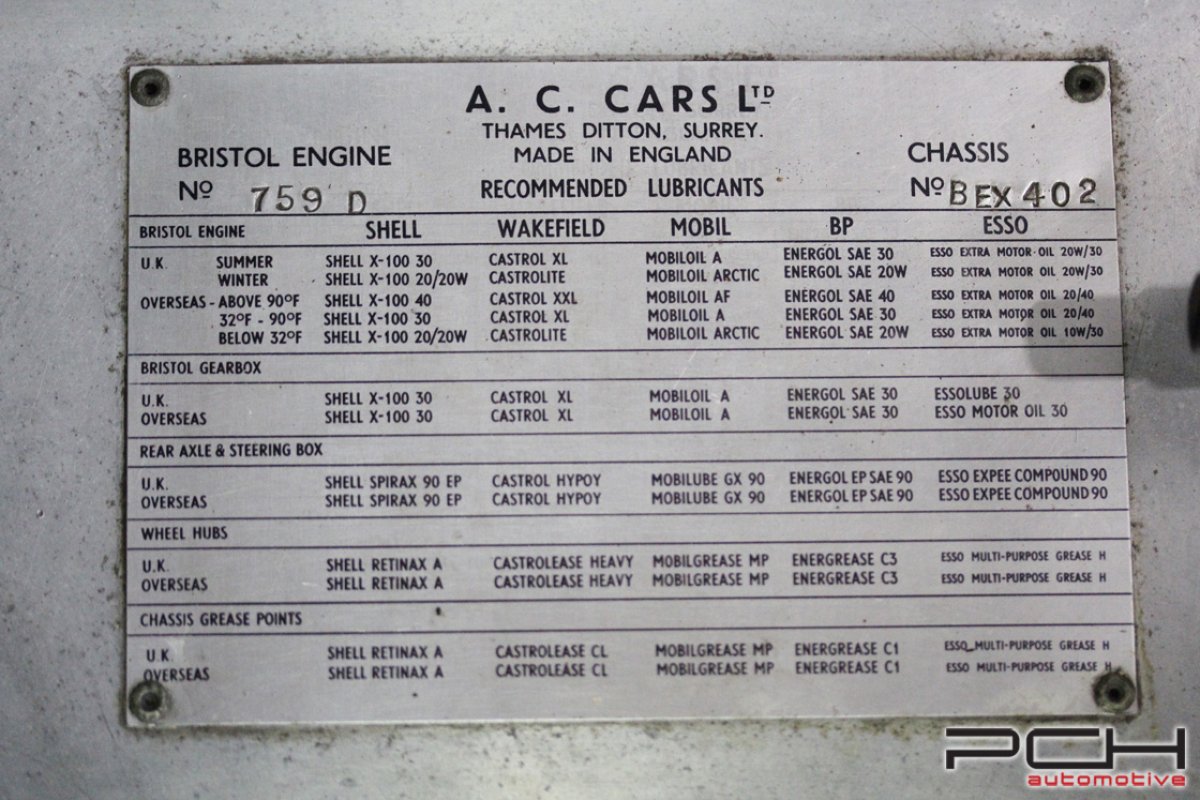 A. C. CARS LTD
THAMES DITTON, SURREY.
MADE IN ENGLAND
BRISTOL ENGINE
Nº 759 D
RECOMMENDED LUBRICANTS
CHASSIS
Nº BEX 402
BRISTOL ENGINE SHELL WAKEFIELD MOBIL BP ESSO
U.K. SUMMER SHELL X-100 30 CASTROL XL MOBILOIL A ENERGOL SAE 30 ESSO EXTRA MOTOR OIL 20W/30
WINTER SHELL X-100 20/20W CASTROLITE MOBILOIL ARCTIC ENERGOL SAE 20W ESSO EXTRA MOTOR OIL 20W/30
OVERSEAS - ABOVE 90ºF SHELL X-100 40 CASTROL XXL MOBILOIL AF ENERGOL SAE 40 ESSO EXTRA MOTOR OIL 20/40
32ºF - 90ºF SHELL X-100 30 CASTROL XL MOBILOIL A ENERGOL SAE 30 ESSO EXTRA MOTOR OIL 20/40
BELOW 32ºF SHELL X-100 20/20W CASTROLITE MOBILOIL ARCTIC ENERGOL SAE 20W ESSO EXTRA MOTOR OIL 10W/30
BRISTOL GEARBOX
U.K. SHELL X-100 30 CASTROL XL MOBILOIL A ENERGOL SAE 30 ESSOLUBE 30
OVERSEAS SHELL X-100 30 CASTROL XL MOBILOIL A ENERGOL SAE 30 ESSO MOTOR OIL 30
REAR AXLE & STEERING BOX
U.K. SHELL SPIRAX 90 EP CASTROL HYPOY MOBILUBE GX 90 ENERGOL EP SAE 90 ESSO EXPEE COMPOUND 90
OVERSEAS SHELL SPIRAX 90 EP CASTROL HYPOY MOBILUBE GX 90 ENERGOL EP SAE 90 ESSO EXPEE COMPOUND 90
WHEEL HUBS
U.K. SHELL RETINAX A CASTROLEASE HEAVY MOBILGREASE MP ENERGREASE C3 ESSO MULTI-PURPOSE GREASE H
OVERSEAS SHELL RETINAX A CASTROLEASE HEAVY MOBILGREASE MP ENERGREASE C3 ESSO MULTI-PURPOSE GREASE H
CHASSIS GREASE POINTS
U.K. SHELL RETINAX A CASTROLEASE CL MOBILGREASE MP ENERGREASE C1 ESSO MULTI-PURPOSE GREASE H
OVERSEAS SHELL RETINAX A CASTROLEASE CL MOBILGREASE MP ENERGREASE C1 ESSO MULTI-PURPOSE GREASE H
PCH
automotive